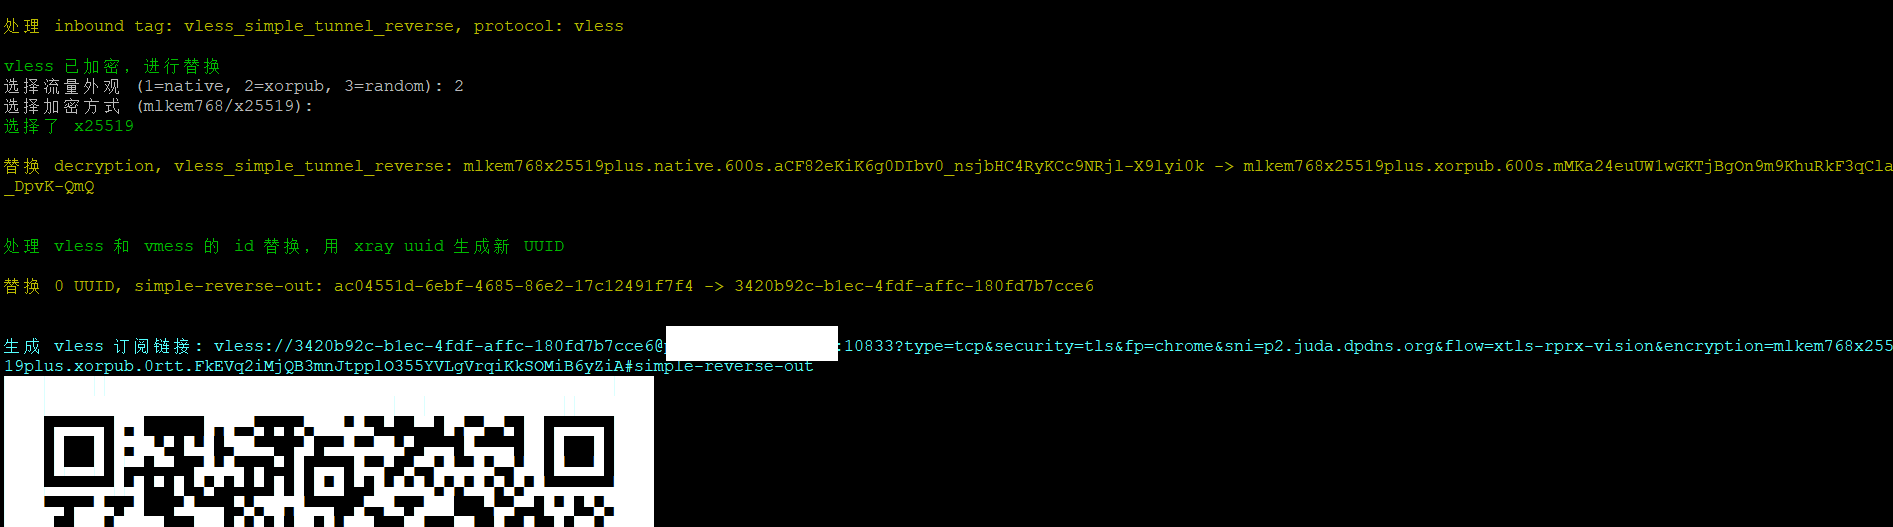 处理 inbound tag: vless_simple_tunnel_reverse, protocol: vless
vless 已加密, 进行替换
选择流量外观 (1=native, 2=xorpub, 3=random): 2
选择加密方式 (mlkem768/x25519):
选择了 x25519
替换 decryption, vless_simple_tunnel_reverse: mlkem768x25519plus.native.600s.aCF82eKiK6g0DIbv0_nsjbHC4RyKCc9NRjl-X9lyi0k -> mlkem768x25519plus.xorpub.600s.mMKa24euUW1wGKTjBgOn9m9KhuRkF3qCla
_DpvK-QmQ
处理 vless 和 vmess 的 id 替换, 用 xray uuid 生成新 UUID
替换 0 UUID, simple-reverse-out: ac04551d-6ebf-4685-86e2-17c12491f7f4 -> 3420b92c-b1ec-4fdf-affc-180fd7b7cce6
生成 vless 订阅链接: vless://3420b92c-b1ec-4fdf-affc-180fd7b7cce6@ :10833?type=tcp&security=tls&fp=chrome&sni=p2.juda.dpdns.org&flow=xtls-rprx-vision&encryption=mlkem768x255
19plus.xorpub.0rtt.FkEVq2iMjQB3mnJtpplO355YVLgVrqiKkSOMiB6yZiA#simple-reverse-out